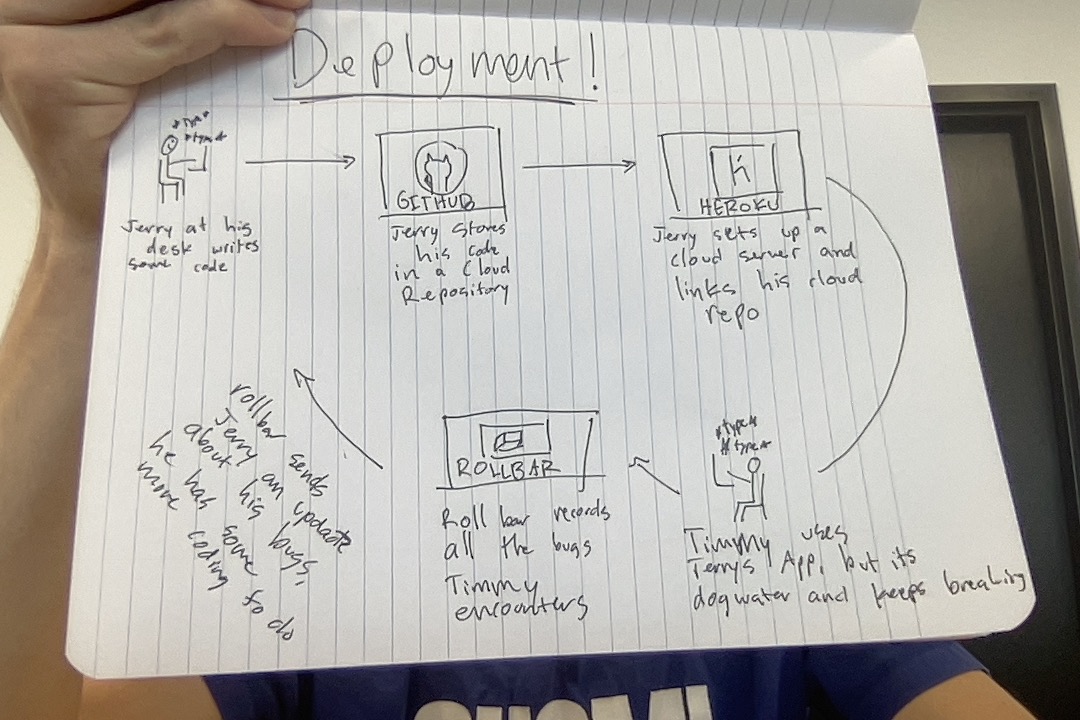 Deployment!
*type*
*type*
Jerry at his
desk writes
some code
GITHUB
Jerry stores
his code
in a Cloud
Repository
h
HEROKU
Jerry sets up a
cloud server and
links his cloud
repo
*type*
*type*
Timmy uses
Jerrys App, but its
dogwater and keeps breaking
ROLLBAR
Roll bar records
all the bugs
Timmy
encounters
rollbar sends
Jerry an update
about his bugs,
he has some
more coding to do